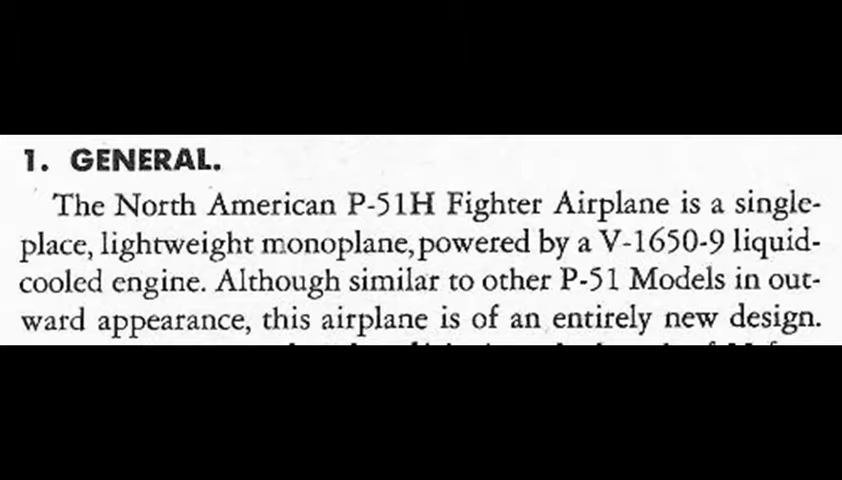 1. GENERAL.
The North American P-51H Fighter Airplane is a single-
place, lightweight monoplane, powered by a V-1650-9 liquid-
cooled engine. Although similar to other P-51 Models in out-
ward appearance, this airplane is of an entirely new design.